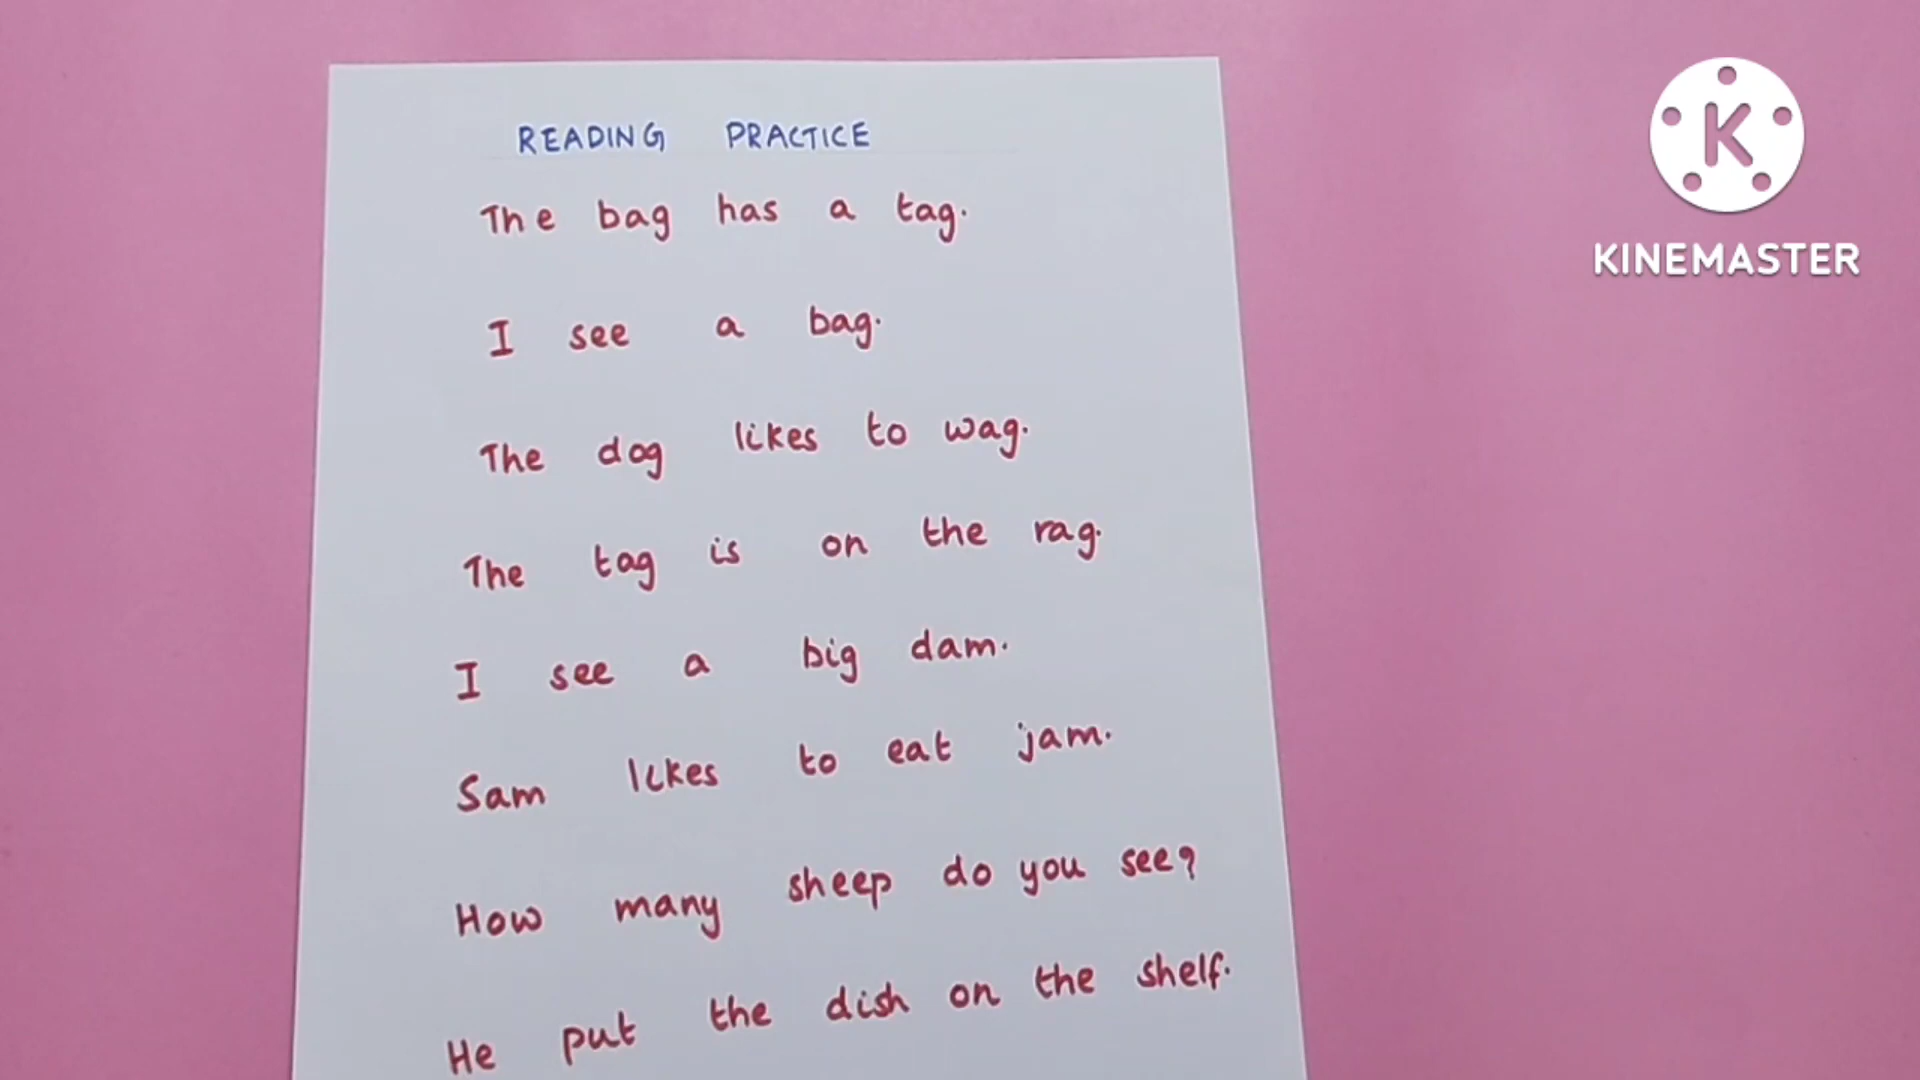 READING PRACTICE
The bag has a tag.
I see a bag.
The dog likes to wag.
The tag is on the rag.
I see a big dam.
Sam likes to eat jam.
How many sheep do you see?
He put the dish on the shelf.
K
KINEMASTER